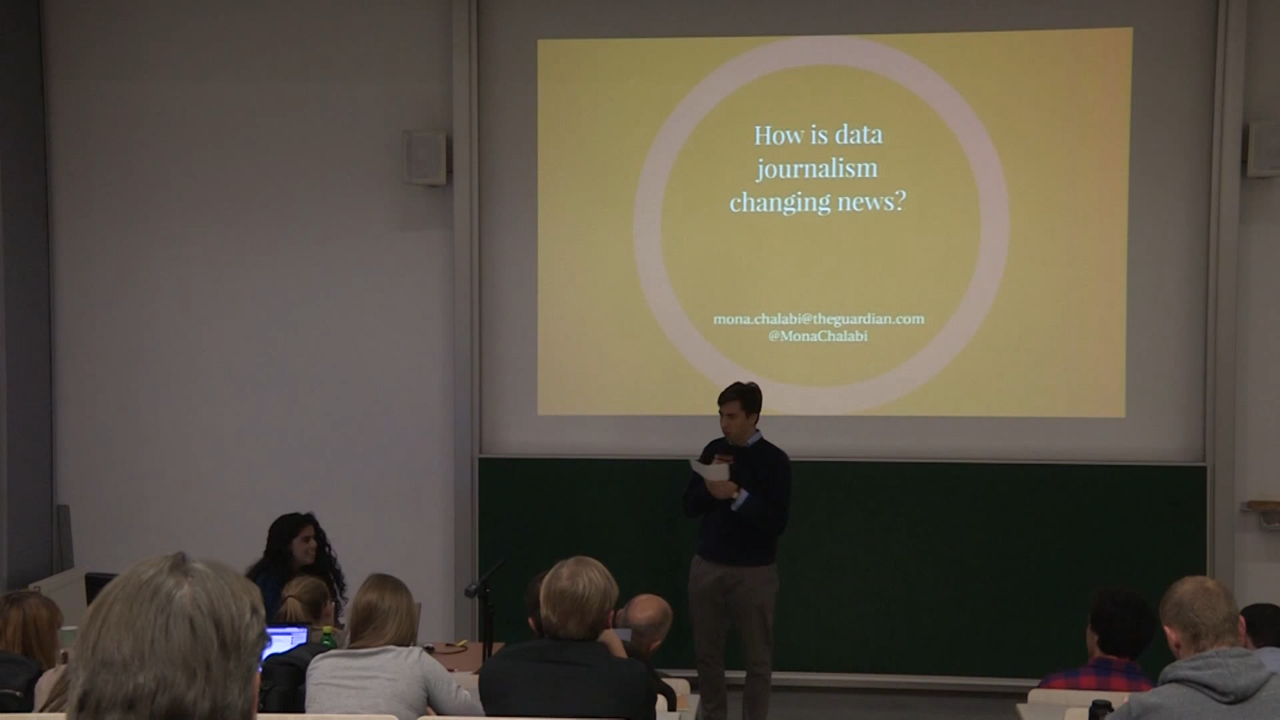 How is data
journalism
changing news?
mona.chalabi@theguardian.com
@MonaChalabi